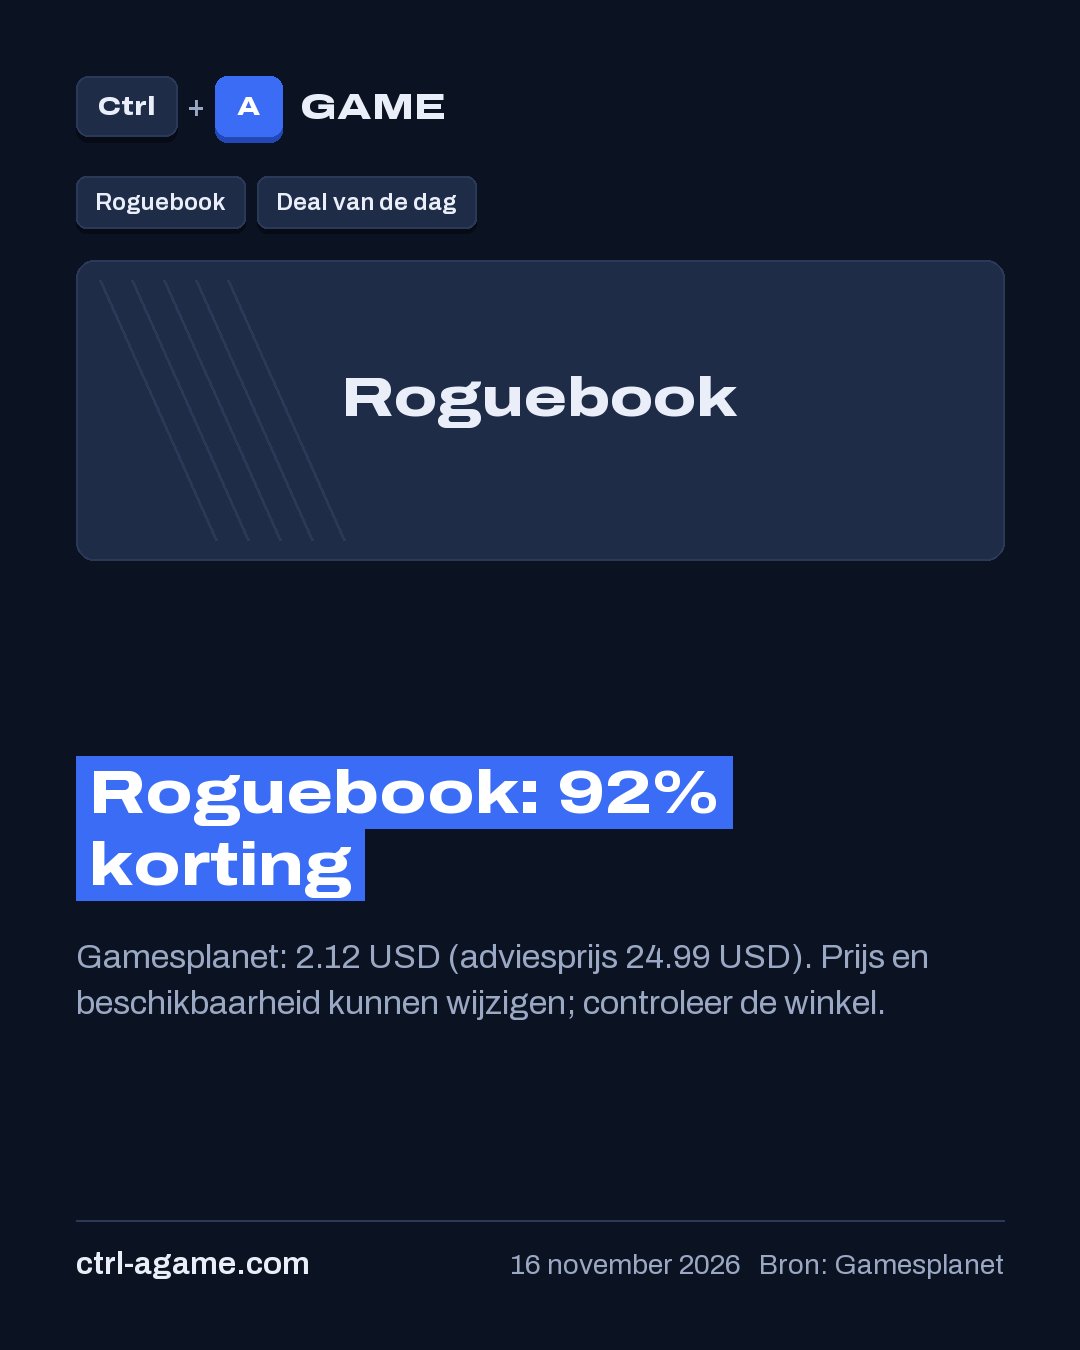 Ctrl + A GAME
Roguebook Deal van de dag
Roguebook
Roguebook: 92%
korting
Gamesplanet: 2.12 USD (adviesprijs 24.99 USD). Prijs en
beschikbaarheid kunnen wijzigen; controleer de winkel.
ctrl-agame.com 16 november 2026 Bron: Gamesplanet